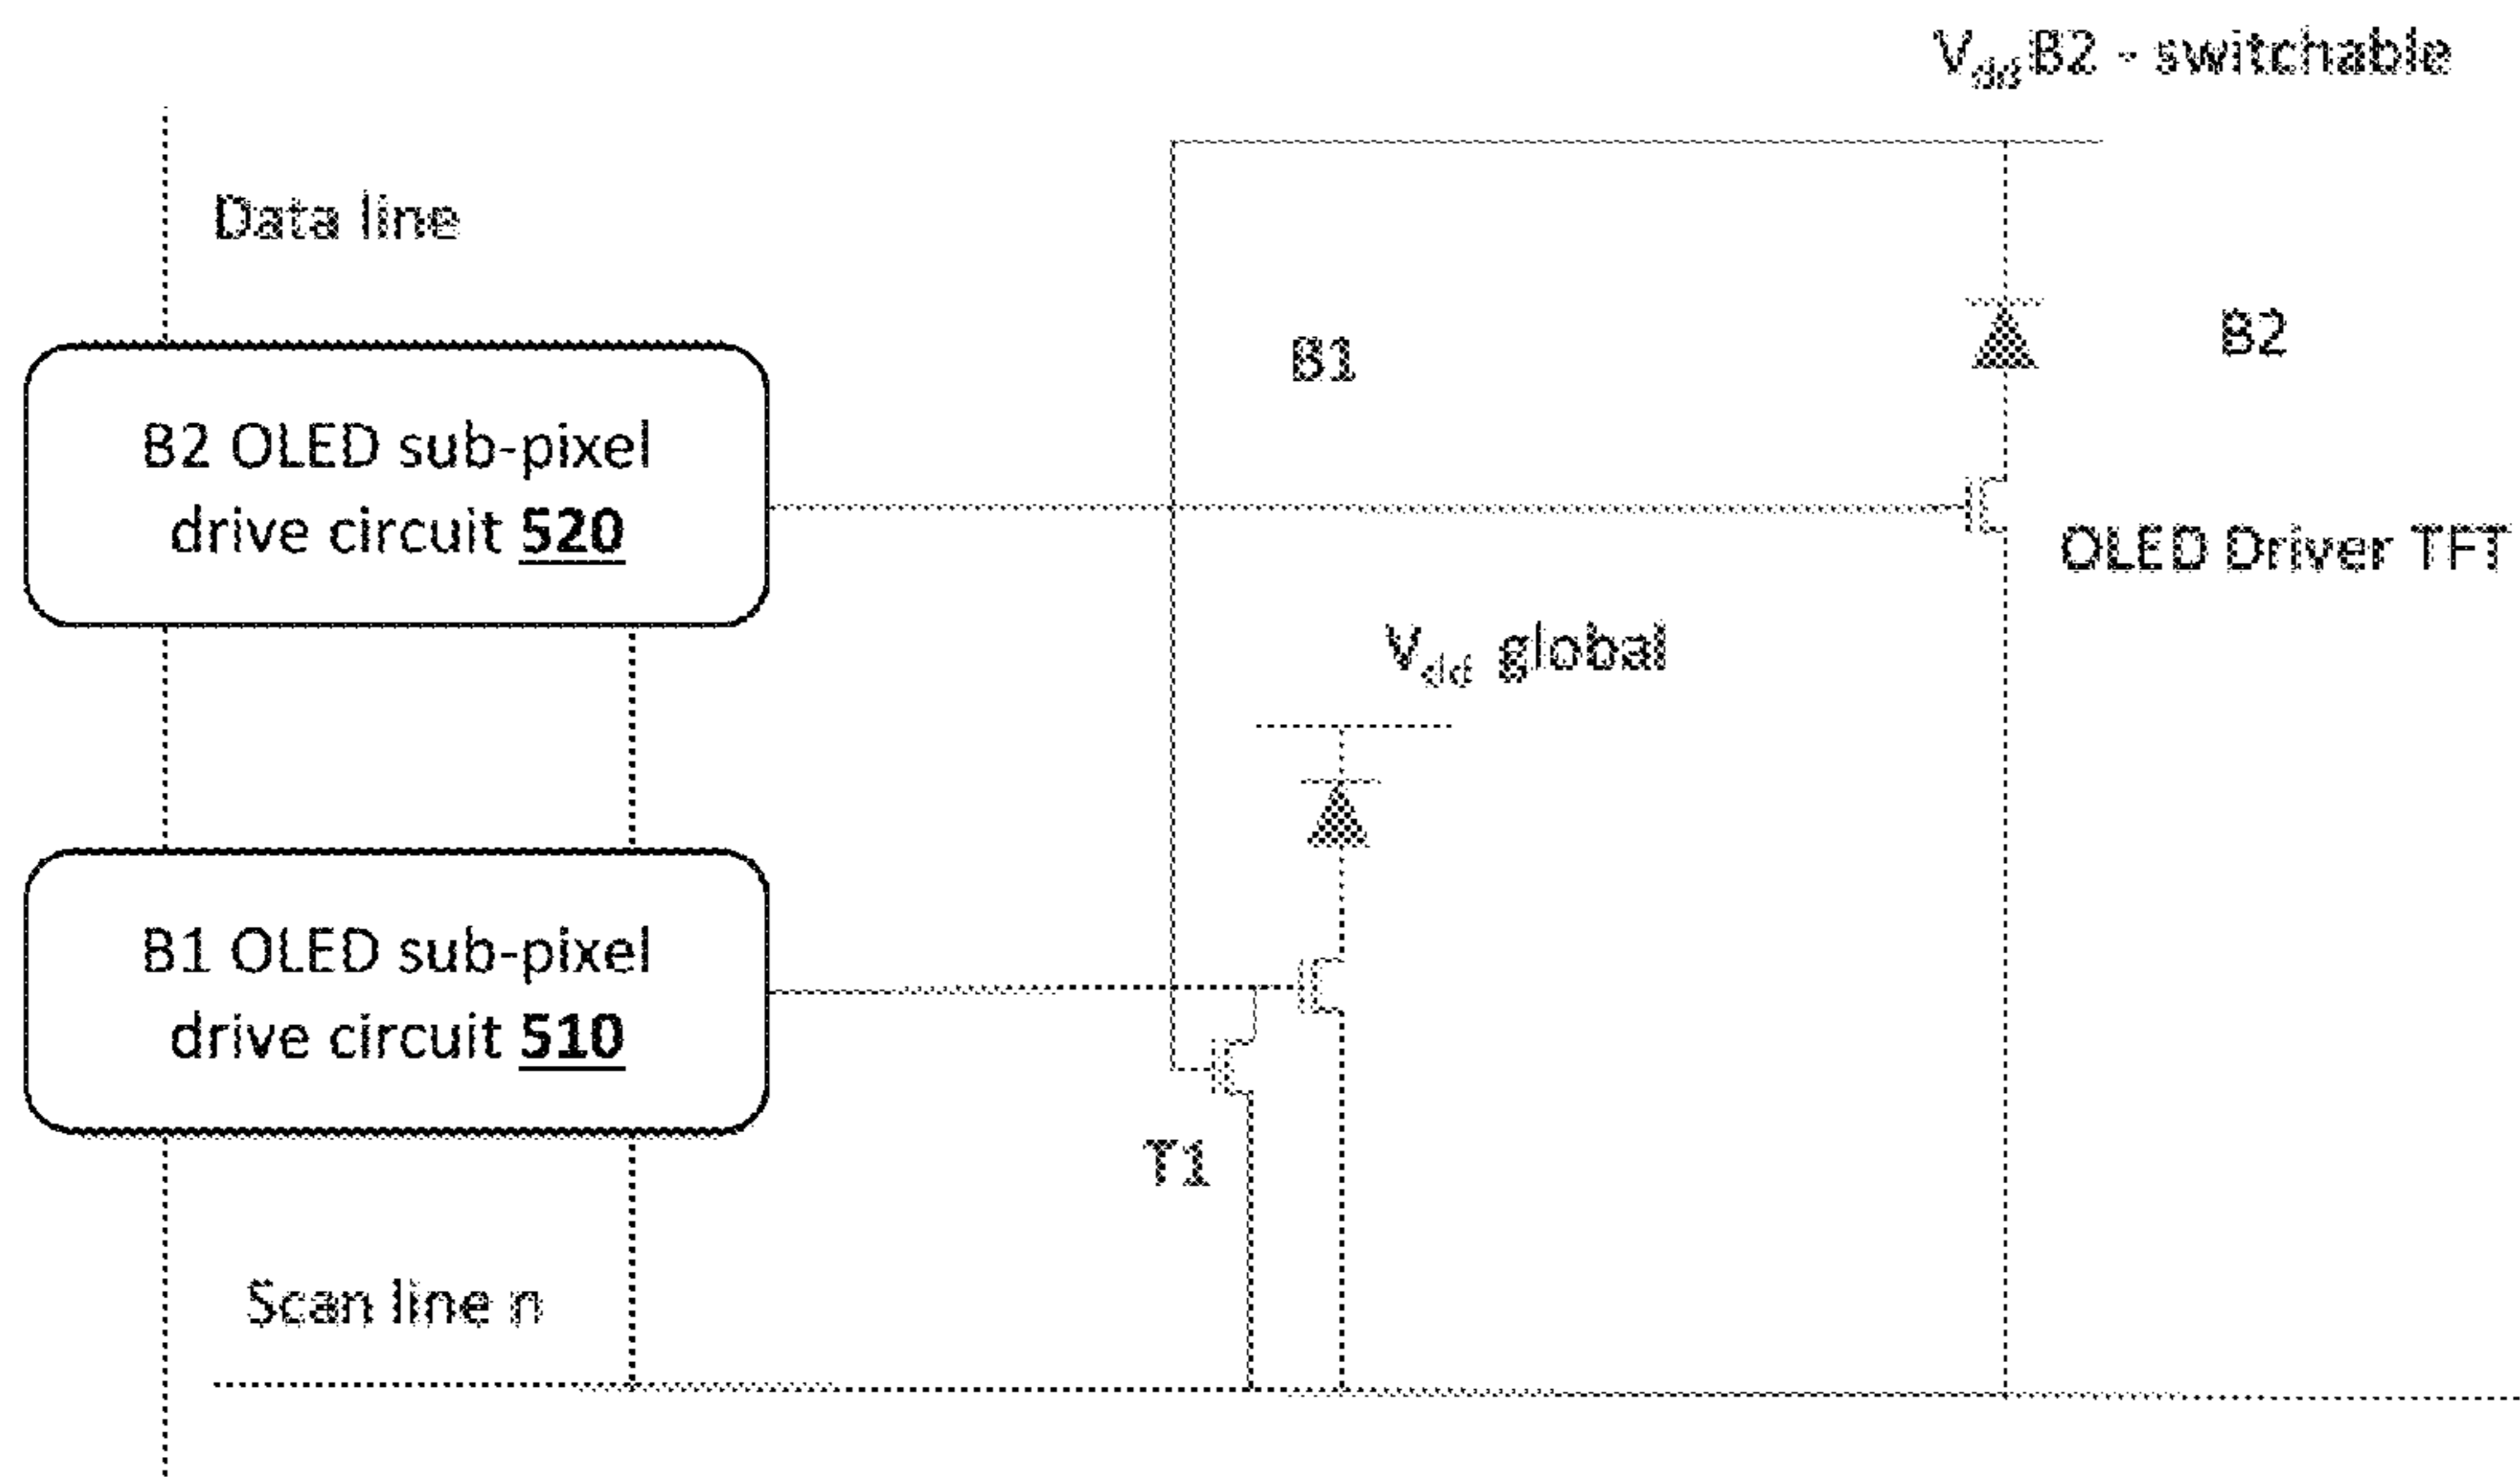 V_dd B2 - switchable
Data line
B1
B2
B2 OLED sub-pixel
drive circuit 520
OLED Driver TFT
V_dd global
B1 OLED sub-pixel
drive circuit 510
T1
Scan line n